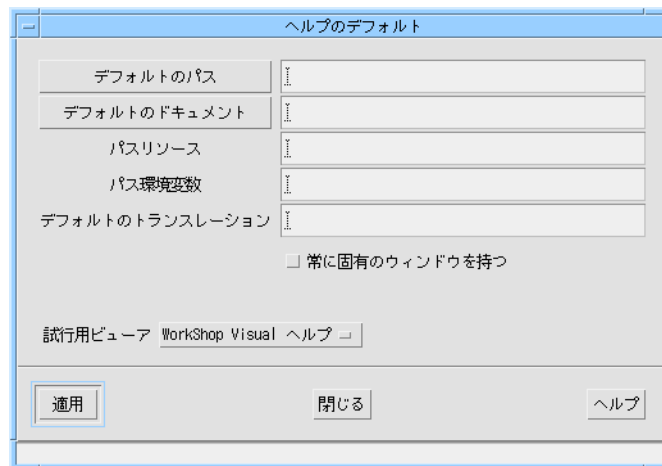 ヘルプのデフォルト
デフォルトのパス
デフォルトのドキュメント
パスリソース
パス環境変数
デフォルトのトランスレーション
常に固有のウィンドウを持つ
試行用ビューア WorkShop Visual ヘルプ
適用 閉じる ヘルプ